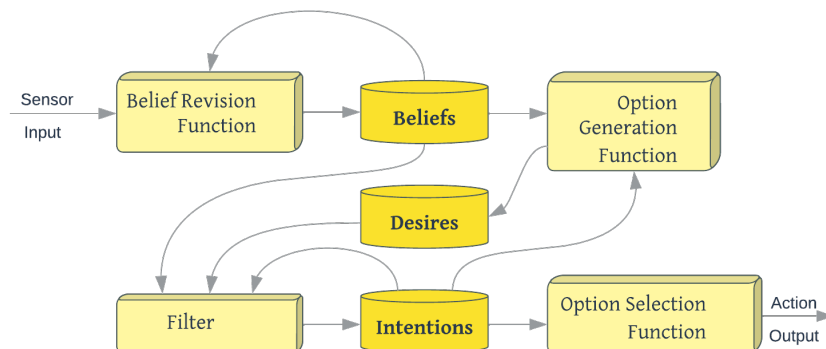 Sensor
Input
Belief Revision
Function
Beliefs
Option
Generation
Function
Desires
Filter
Intentions
Option Selection
Function
Action
Output